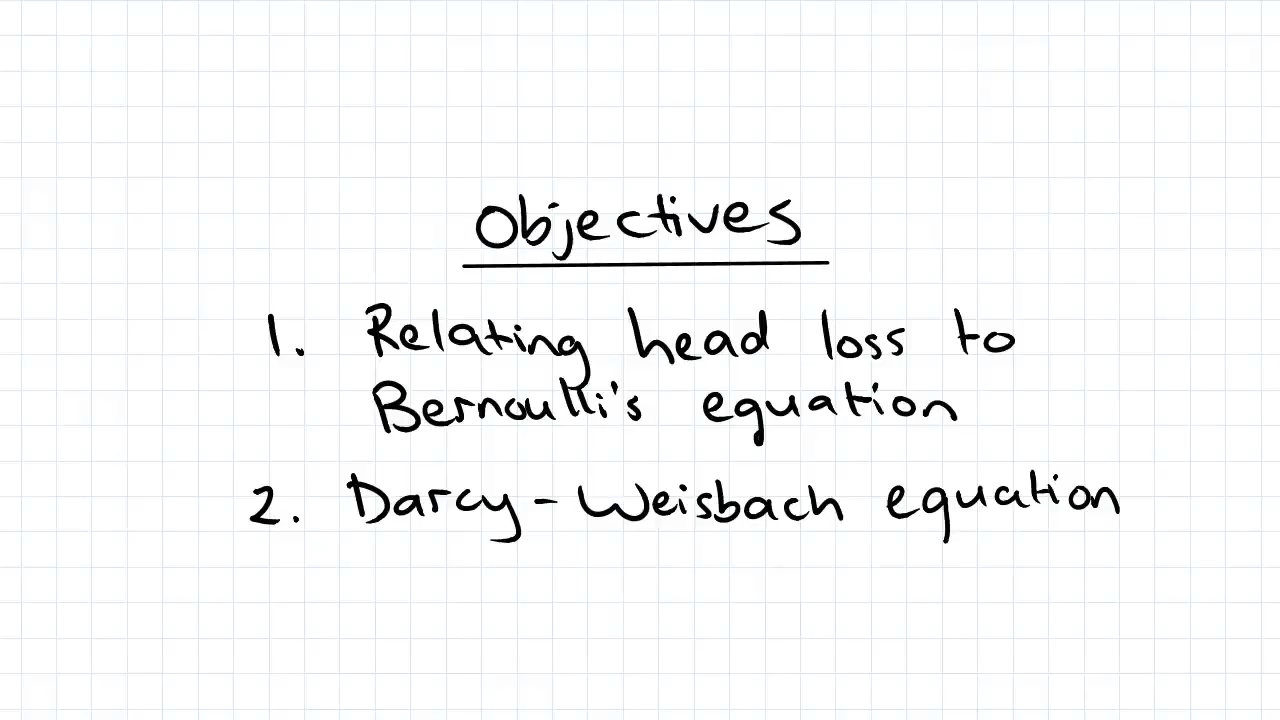 Objectives
1. Relating head loss to
Bernoulli's equation
2. Darcy-Weisbach equation